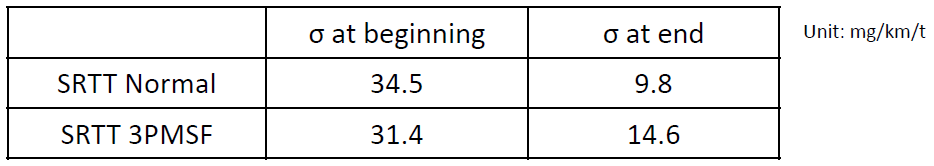 σ at beginning σ at end Unit: mg/km/t
SRTT Normal 34.5 9.8
SRTT 3PMSF 31.4 14.6